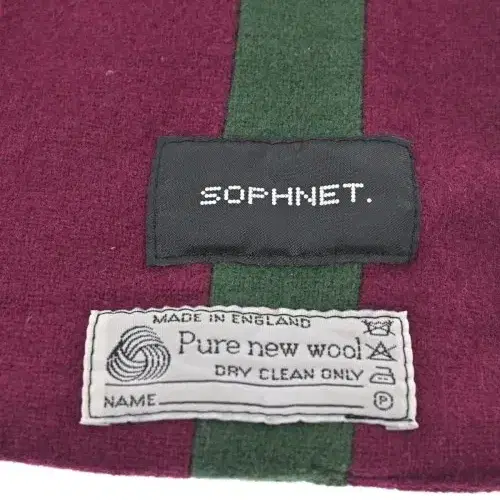 SOPHNET.
MADE IN ENGLAND
Pure new wool
DRY CLEAN ONLY
NAME
P